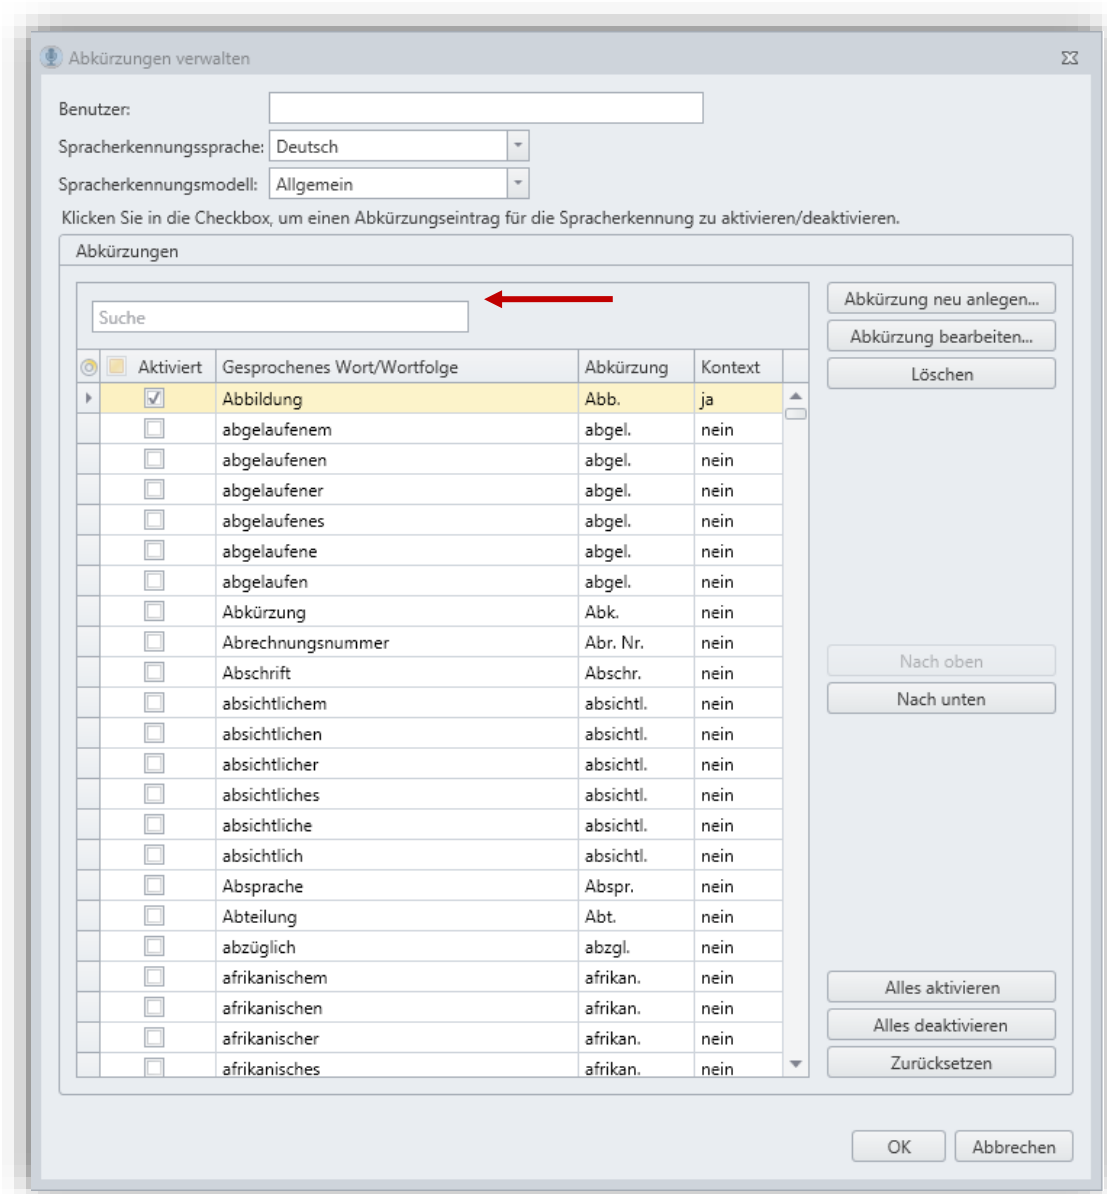 Abkürzungen verwalten
Benutzer:
Spracherkennungssprache: Deutsch
Spracherkennungsmodell: Allgemein
Klicken Sie in die Checkbox, um einen Abkürzungseintrag für die Spracherkennung zu aktivieren/deaktivieren.
Abkürzungen
Suche
Aktiviert Gesprochenes Wort/Wortfolge Abkürzung Kontext
Abbildung Abb. ja
abgelaufenem abgel. nein
abgelaufenen abgel. nein
abgelaufener abgel. nein
abgelaufenes abgel. nein
abgelaufene abgel. nein
abgelaufen abgel. nein
Abkürzung Abk. nein
Abrechnungsnummer Abr. Nr. nein
Abschrift Abschr. nein
absichtlichem absichtl. nein
absichtlichen absichtl. nein
absichtlicher absichtl. nein
absichtliches absichtl. nein
absichtliche absichtl. nein
absichtlich absichtl. nein
Absprache Abspr. nein
Abteilung Abt. nein
abzüglich abzgl. nein
afrikanischem afrikan. nein
afrikanischen afrikan. nein
afrikanischer afrikan. nein
afrikanisches afrikan. nein
Abkürzung neu anlegen...
Abkürzung bearbeiten...
Löschen
Nach oben
Nach unten
Alles aktivieren
Alles deaktivieren
Zurücksetzen
OK Abbrechen